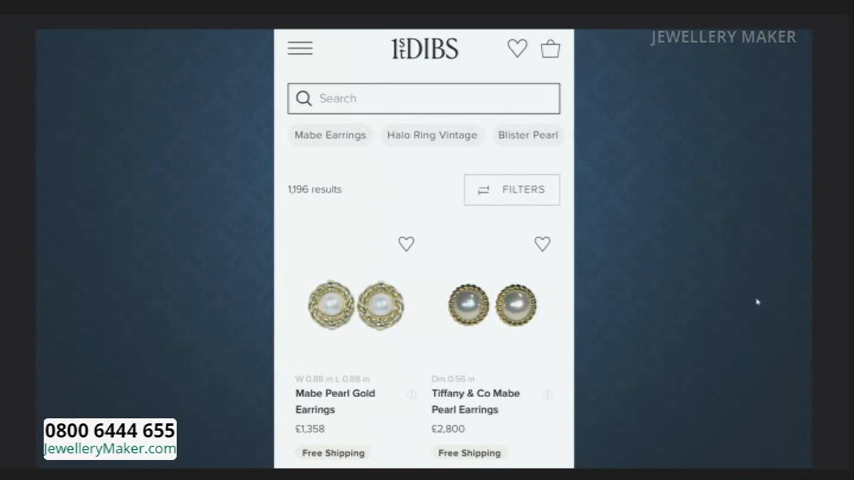 JEWELLERY MAKER
1stDIBS
Search
Mabe Earrings
Halo Ring Vintage
Blister Pearl
1,196 results
FILTERS
W 0.88 in L 0.88 in
Mabe Pearl Gold
Earrings
£1,358
Free Shipping
Dm 0.56 in
Tiffany & Co Mabe
Pearl Earrings
£2,800
Free Shipping
0800 6444 655
JewelleryMaker.com